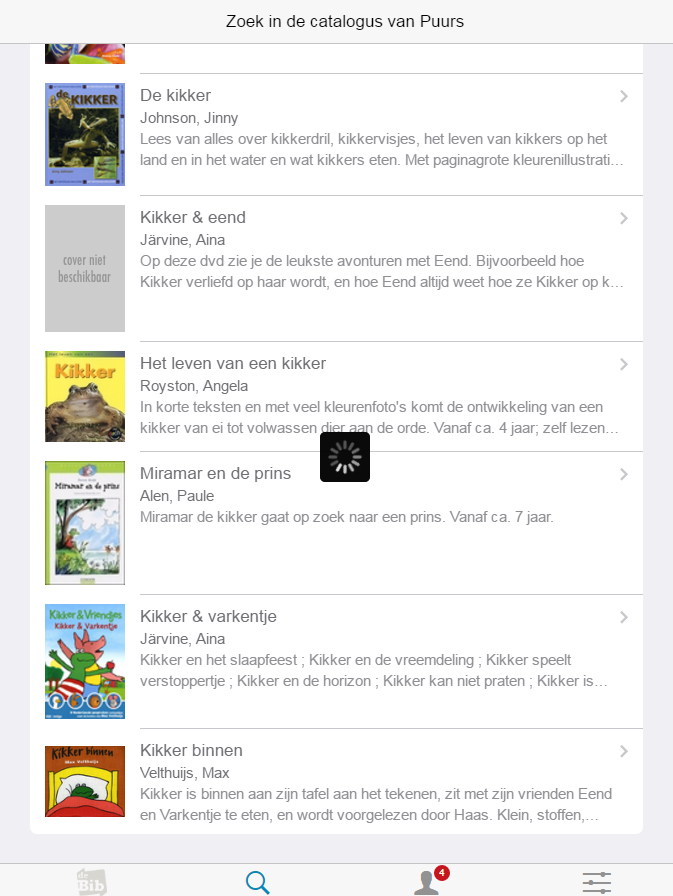 Zoek in de catalogus van Puurs
de KIKKER
De kikker
Johnson, Jinny
Lees van alles over kikkerdril, kikkervisjes, het leven van kikkers op het
land en in het water en wat kikkers eten. Met paginagrote kleurenillustrati…
cover niet
beschikbaar
Kikker & eend
Järvine, Aina
Op deze dvd zie je de leukste avonturen met Eend. Bijvoorbeeld hoe
Kikker verliefd op haar wordt, en hoe Eend altijd weet hoe ze Kikker op k…
Kikker
Het leven van een kikker
Royston, Angela
In korte teksten en met veel kleurenfoto's komt de ontwikkeling van een
kikker van ei tot volwassen dier aan de orde. Vanaf ca. 4 jaar; zelf lezen…
Miramar en de prins
Miramar en de prins
Alen, Paule
Miramar de kikker gaat op zoek naar een prins. Vanaf ca. 7 jaar.
Kikker & Vriendjes
Kikker & Varkentje
Kikker & varkentje
Järvine, Aina
Kikker en het slaapfeest ; Kikker en de vreemdeling ; Kikker speelt
verstoppertje ; Kikker en de horizon ; Kikker kan niet praten ; Kikker is…
Kikker binnen
Max Velthuijs
Kikker binnen
Velthuijs, Max
Kikker is binnen aan zijn tafel aan het tekenen, zit met zijn vrienden Eend
en Varkentje te eten, en wordt voorgelezen door Haas. Klein, stoffen,…
de
Bib
4